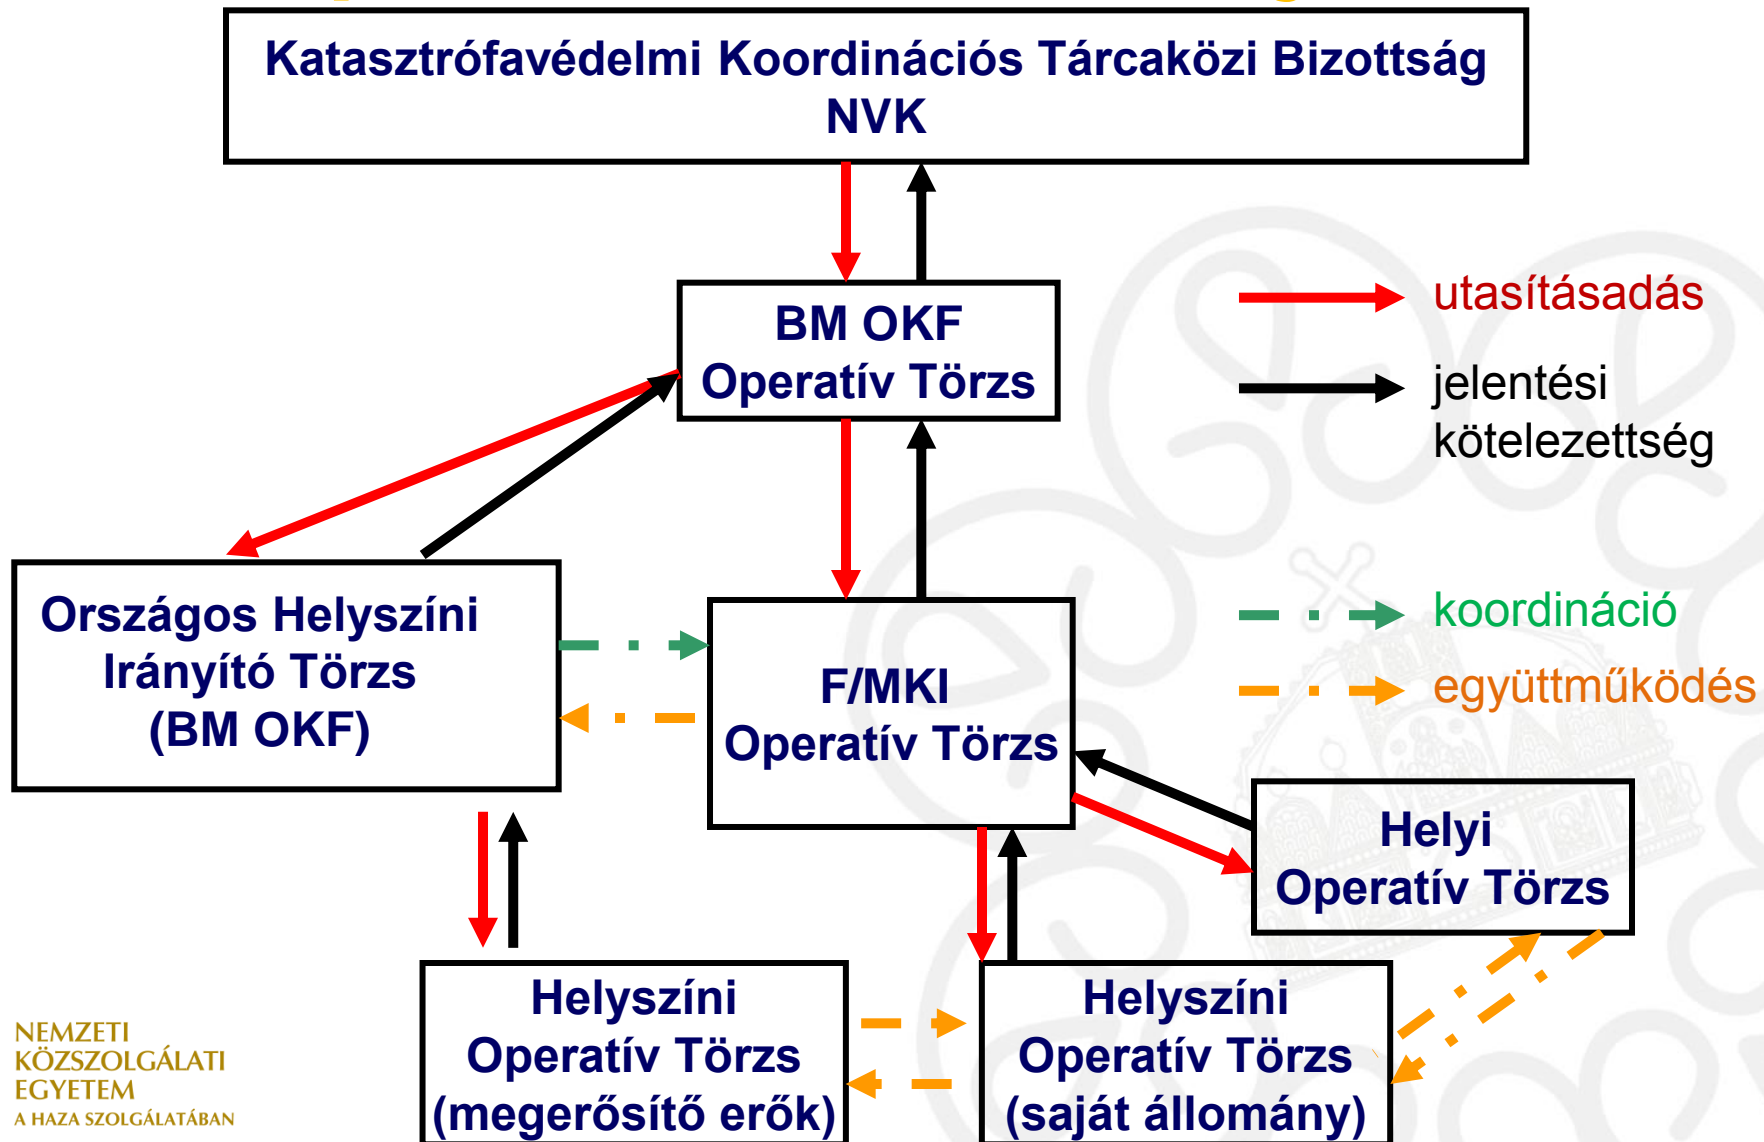 Katasztrófavédelmi Koordinációs Tárcaközi Bizottság
NVK
BM OKF
Operatív Törzs
utasításadás
jelentési
kötelezettség
Országos Helyszíni
Irányító Törzs
(BM OKF)
F/MKI
Operatív Törzs
koordináció
együttműködés
Helyi
Operatív Törzs
Helyszíni
Operatív Törzs
(megerősítő erők)
Helyszíni
Operatív Törzs
(saját állomány)
NEMZETI
KÖZSZOLGÁLATI
EGYETEM
A HAZA SZOLGÁLATÁBAN